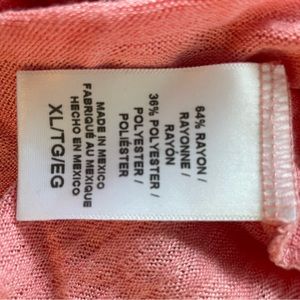 64% RAYON /
RAYONNE /
RAYÓN
36% POLYESTER /
POLYESTER /
POLIÉSTER
MADE IN MEXICO
FABRIQUÉ AU MEXIQUE
HECHO EN MEXICO
XL/TG/EG